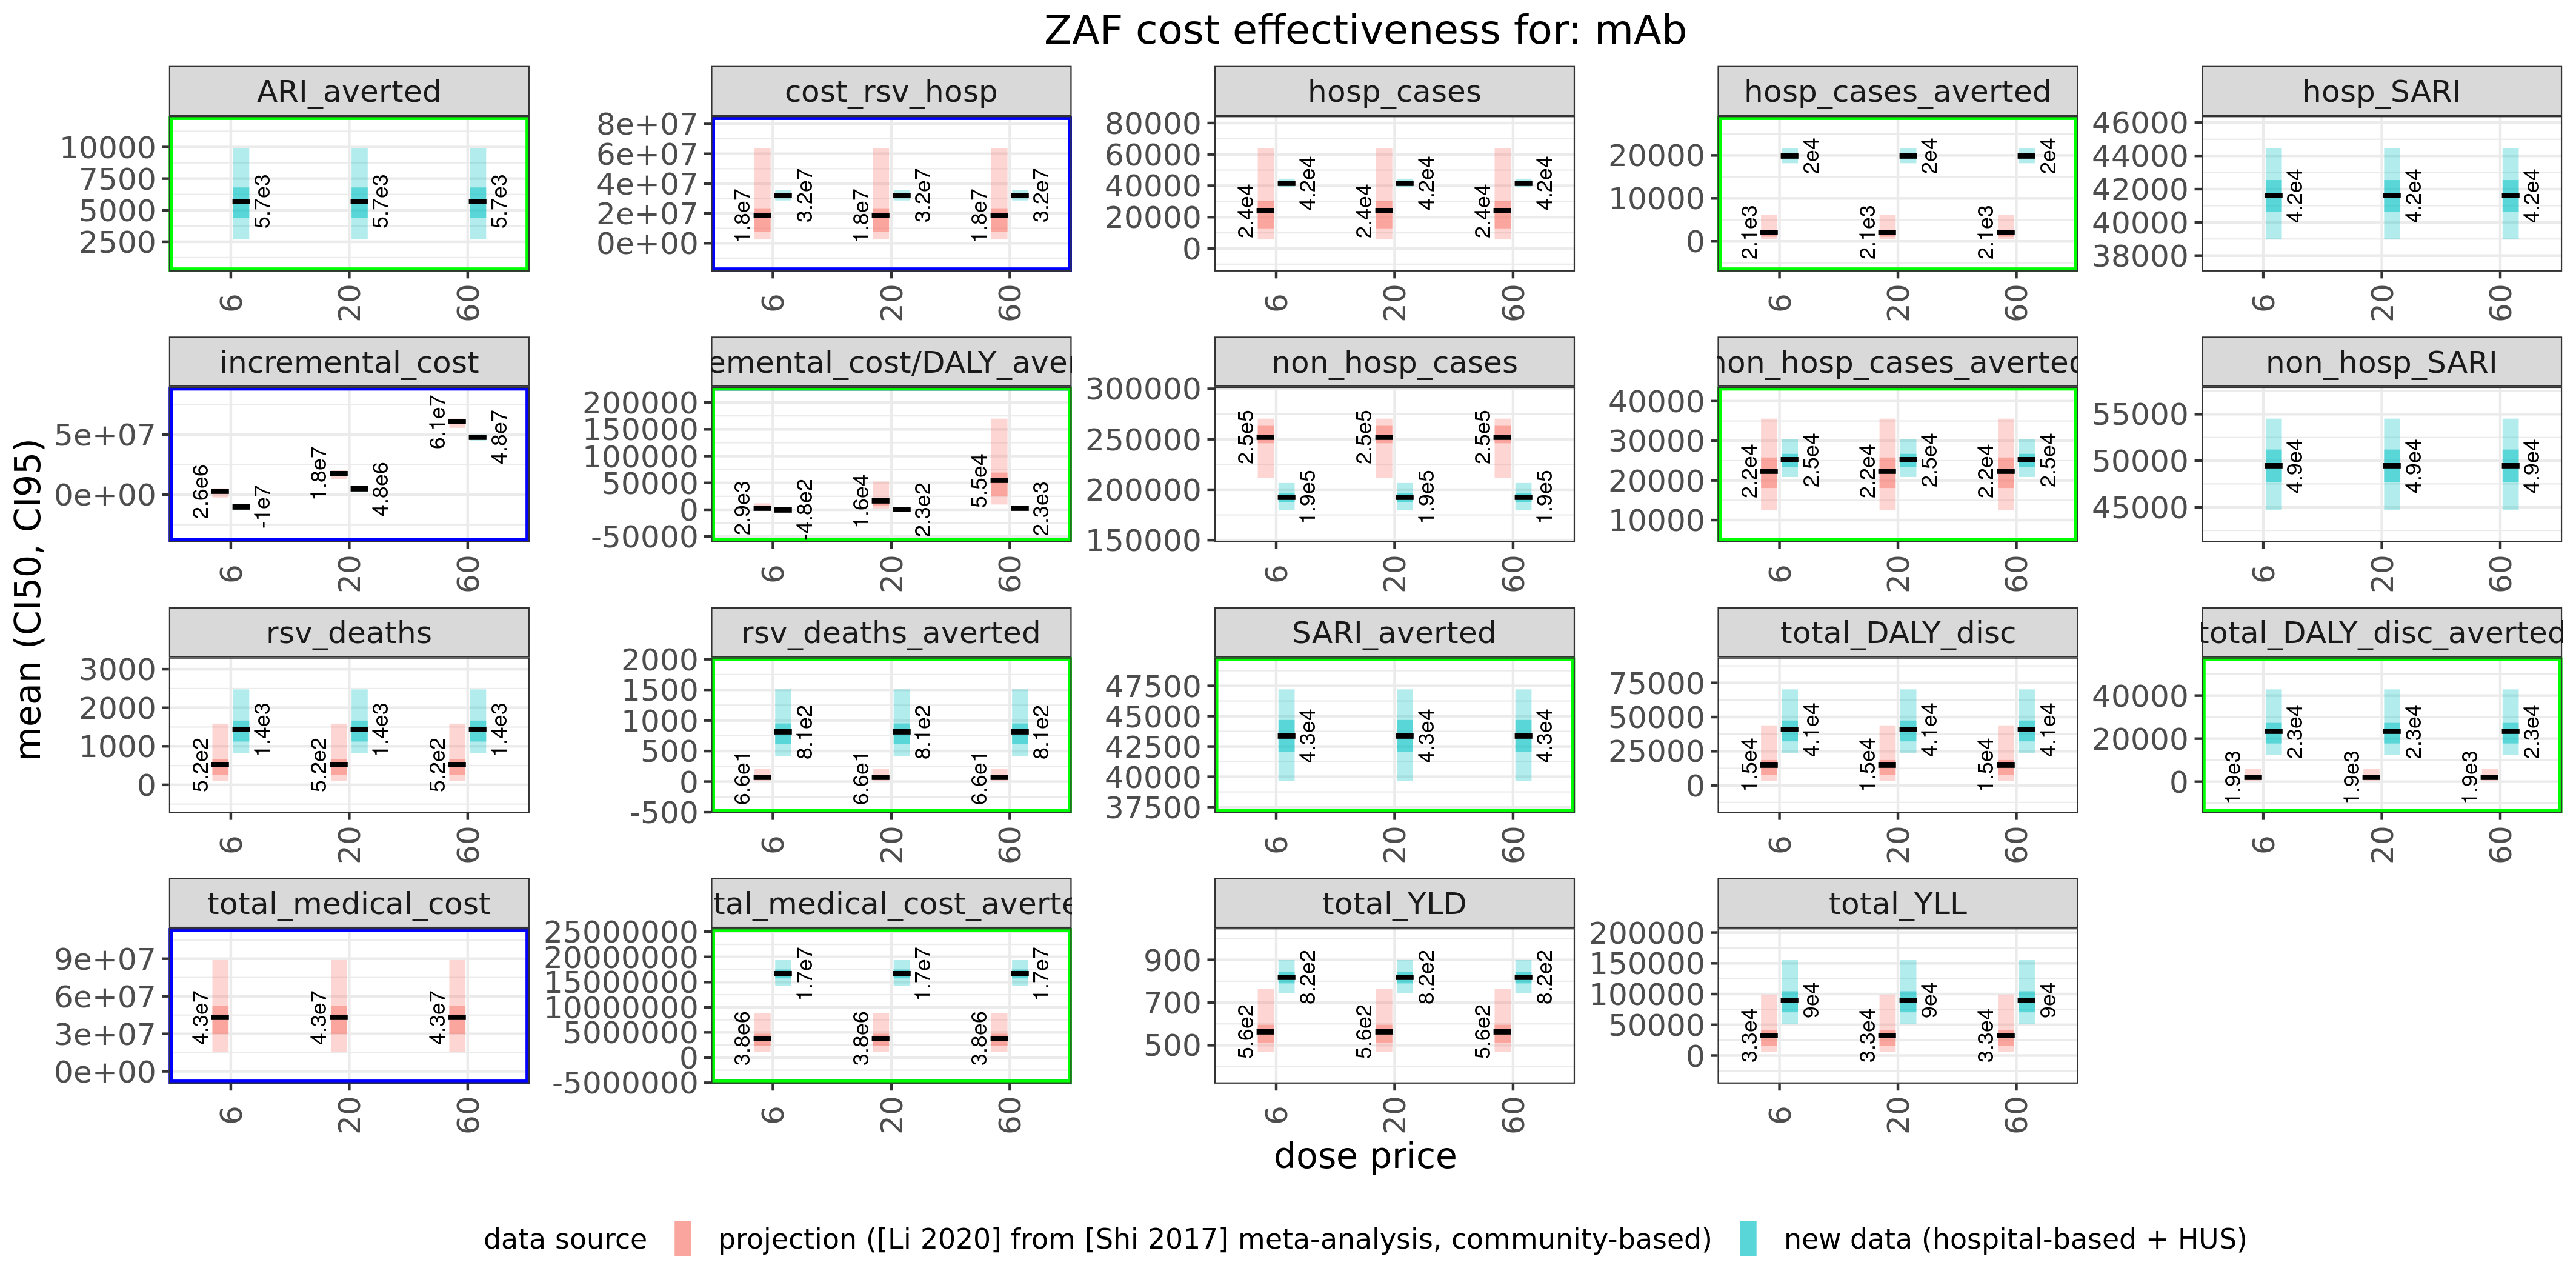 ZAF cost effectiveness for: mAb
mean (CI50, CI95)
ARI_averted
10000
7500
5000
2500
5.7e3
5.7e3
5.7e3
6
20
60
cost_rsv_hosp
8e+07
6e+07
4e+07
2e+07
0e+00
1.8e7
3.2e7
1.8e7
3.2e7
1.8e7
3.2e7
6
20
60
hosp_cases
80000
60000
40000
20000
0
2.4e4
4.2e4
2.4e4
4.2e4
2.4e4
4.2e4
6
20
60
hosp_cases_averted
20000
10000
0
2.1e3
2e4
2.1e3
2e4
2.1e3
2e4
6
20
60
hosp_SARI
46000
44000
42000
40000
38000
4.2e4
4.2e4
4.2e4
6
20
60
incremental_cost
5e+07
0e+00
2.6e6
-1e7
1.8e7
4.8e6
6.1e7
4.8e7
6
20
60
emental_cost/DALY_aver
200000
150000
100000
50000
0
-50000
2.9e3
-4.8e2
1.6e4
2.3e2
5.5e4
2.3e3
6
20
60
non_hosp_cases
300000
250000
200000
150000
2.5e5
1.9e5
2.5e5
1.9e5
2.5e5
1.9e5
6
20
60
non_hosp_cases_averted
40000
30000
20000
10000
2.2e4
2.5e4
2.2e4
2.5e4
2.2e4
2.5e4
6
20
60
non_hosp_SARI
55000
50000
45000
4.9e4
4.9e4
4.9e4
6
20
60
rsv_deaths
3000
2000
1000
0
5.2e2
1.4e3
5.2e2
1.4e3
5.2e2
1.4e3
6
20
60
rsv_deaths_averted
2000
1500
1000
500
0
-500
6.6e1
8.1e2
6.6e1
8.1e2
6.6e1
8.1e2
6
20
60
SARI_averted
47500
45000
42500
40000
37500
4.3e4
4.3e4
4.3e4
6
20
60
total_DALY_disc
75000
50000
25000
0
1.5e4
4.1e4
1.5e4
4.1e4
1.5e4
4.1e4
6
20
60
total_DALY_disc_averted
40000
20000
0
1.9e3
2.3e4
1.9e3
2.3e4
1.9e3
2.3e4
6
20
60
total_medical_cost
9e+07
6e+07
3e+07
0e+00
4.3e7
4.3e7
4.3e7
6
20
60
tal_medical_cost_averte
25000000
20000000
15000000
10000000
5000000
0
-5000000
3.8e6
1.7e7
3.8e6
1.7e7
3.8e6
1.7e7
6
20
60
total_YLD
900
700
500
5.6e2
8.2e2
5.6e2
8.2e2
5.6e2
8.2e2
6
20
60
total_YLL
200000
150000
100000
50000
0
3.3e4
9e4
3.3e4
9e4
3.3e4
9e4
6
20
60
dose price
data source
projection ([Li 2020] from [Shi 2017] meta-analysis, community-based)
new data (hospital-based + HUS)